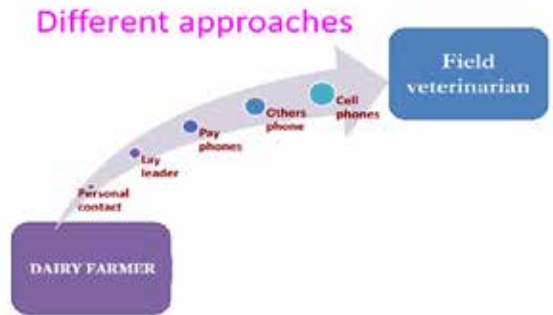 Different approaches
Field
veterinarian
Cell
phones
Others
phone
Pay
phones
Lay
leader
Personal
contact
DAIRY FARMER